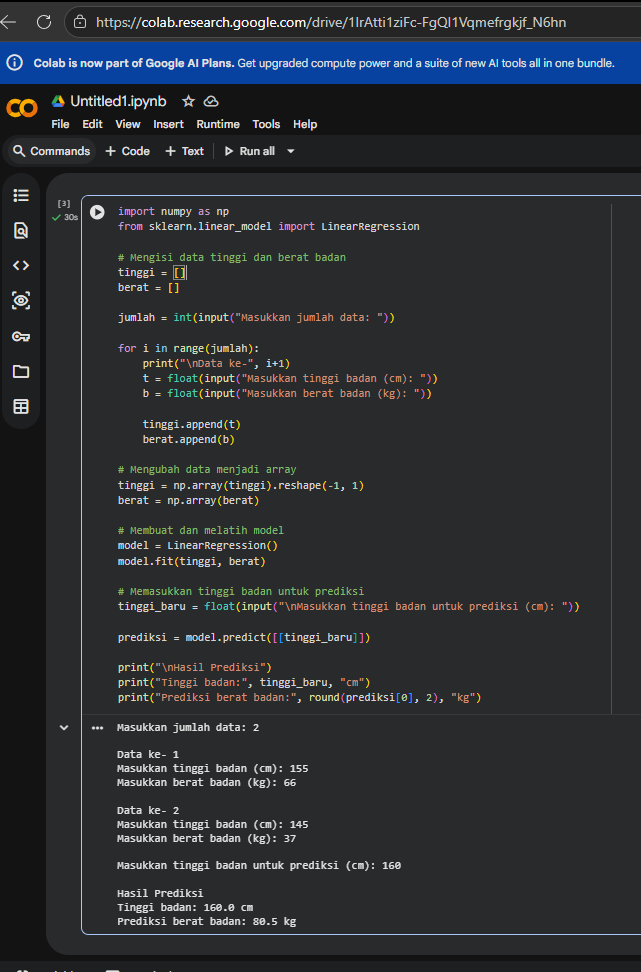 https://colab.research.google.com/drive/1IrAtti1ziFc-FgQI1Vqmefrgkjf_N6hn
Colab is now part of Google AI Plans. Get upgraded compute power and a suite of new AI tools all in one bundle.
CO
Untitled1.ipynb
File Edit View Insert Runtime Tools Help
Commands + Code + Text Run all
[3]
30s
import numpy as np
from sklearn.linear_model import LinearRegression
# Mengisi data tinggi dan berat badan
tinggi = []
berat = []
jumlah = int(input("Masukkan jumlah data: "))
for i in range(jumlah):
    print("\nData ke-", i+1)
    t = float(input("Masukkan tinggi badan (cm): "))
    b = float(input("Masukkan berat badan (kg): "))
    tinggi.append(t)
    berat.append(b)
# Mengubah data menjadi array
tinggi = np.array(tinggi).reshape(-1, 1)
berat = np.array(berat)
# Membuat dan melatih model
model = LinearRegression()
model.fit(tinggi, berat)
# Memasukkan tinggi badan untuk prediksi
tinggi_baru = float(input("\nMasukkan tinggi badan untuk prediksi (cm): "))
prediksi = model.predict([[tinggi_baru]])
print("\nHasil Prediksi")
print("Tinggi badan:", tinggi_baru, "cm")
print("Prediksi berat badan:", round(prediksi[0], 2), "kg")
Masukkan jumlah data: 2
Data ke- 1
Masukkan tinggi badan (cm): 155
Masukkan berat badan (kg): 66
Data ke- 2
Masukkan tinggi badan (cm): 145
Masukkan berat badan (kg): 37
Masukkan tinggi badan untuk prediksi (cm): 160
Hasil Prediksi
Tinggi badan: 160.0 cm
Prediksi berat badan: 80.5 kg